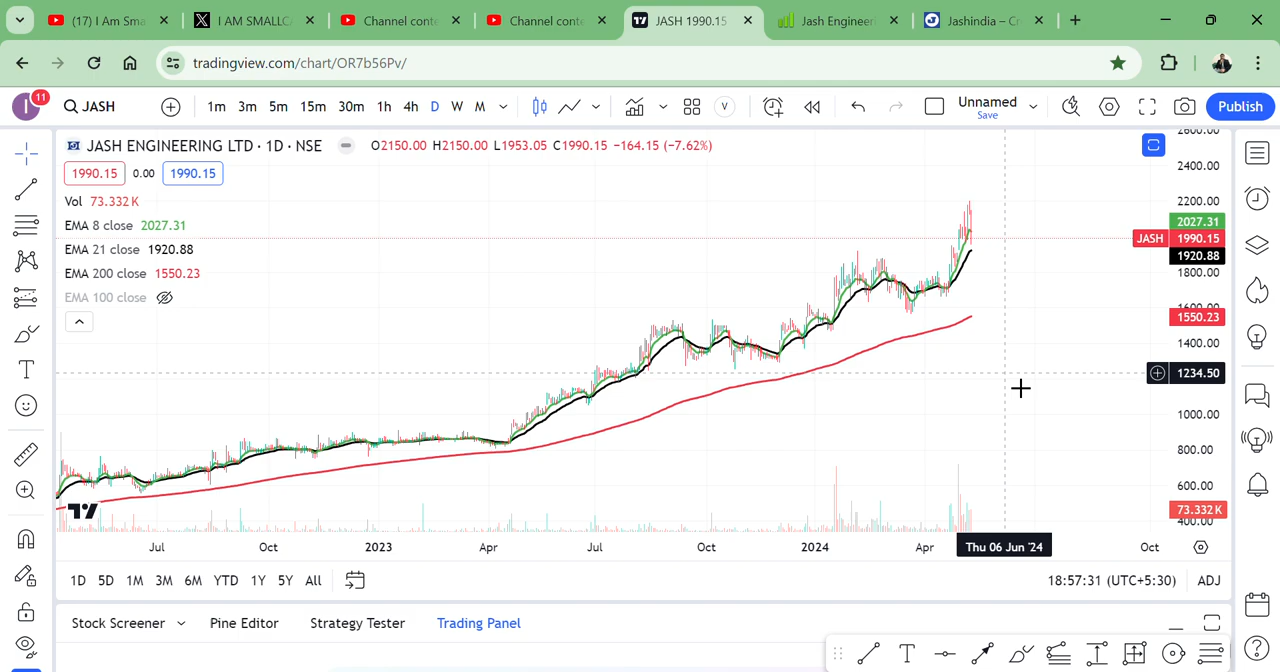 (17) I Am Sma
I AM SMALLC
Channel conte
Channel conte
JASH 1990.15
Jash Engineeri
Jashindia – Cr
tradingview.com/chart/OR7b56Pv/
I
11
JASH
1m 3m 5m 15m 30m 1h 4h D W M
V
Unnamed
Save
Publish
JASH ENGINEERING LTD · 1D · NSE
O2150.00 H2150.00 L1953.05 C1990.15 −164.15 (−7.62%)
1990.15 0.00 1990.15
Vol 73.332 K
EMA 8 close 2027.31
EMA 21 close 1920.88
EMA 200 close 1550.23
EMA 100 close
2600.00
2400.00
2200.00
2027.31
JASH 1990.15
1920.88
1800.00
1600.00
1550.23
1400.00
1234.50
1000.00
800.00
600.00
73.332 K
400.00
Jul Oct 2023 Apr Jul Oct 2024 Apr Thu 06 Jun '24 Oct
1D 5D 1M 3M 6M YTD 1Y 5Y All
18:57:31 (UTC+5:30) ADJ
Stock Screener Pine Editor Strategy Tester Trading Panel